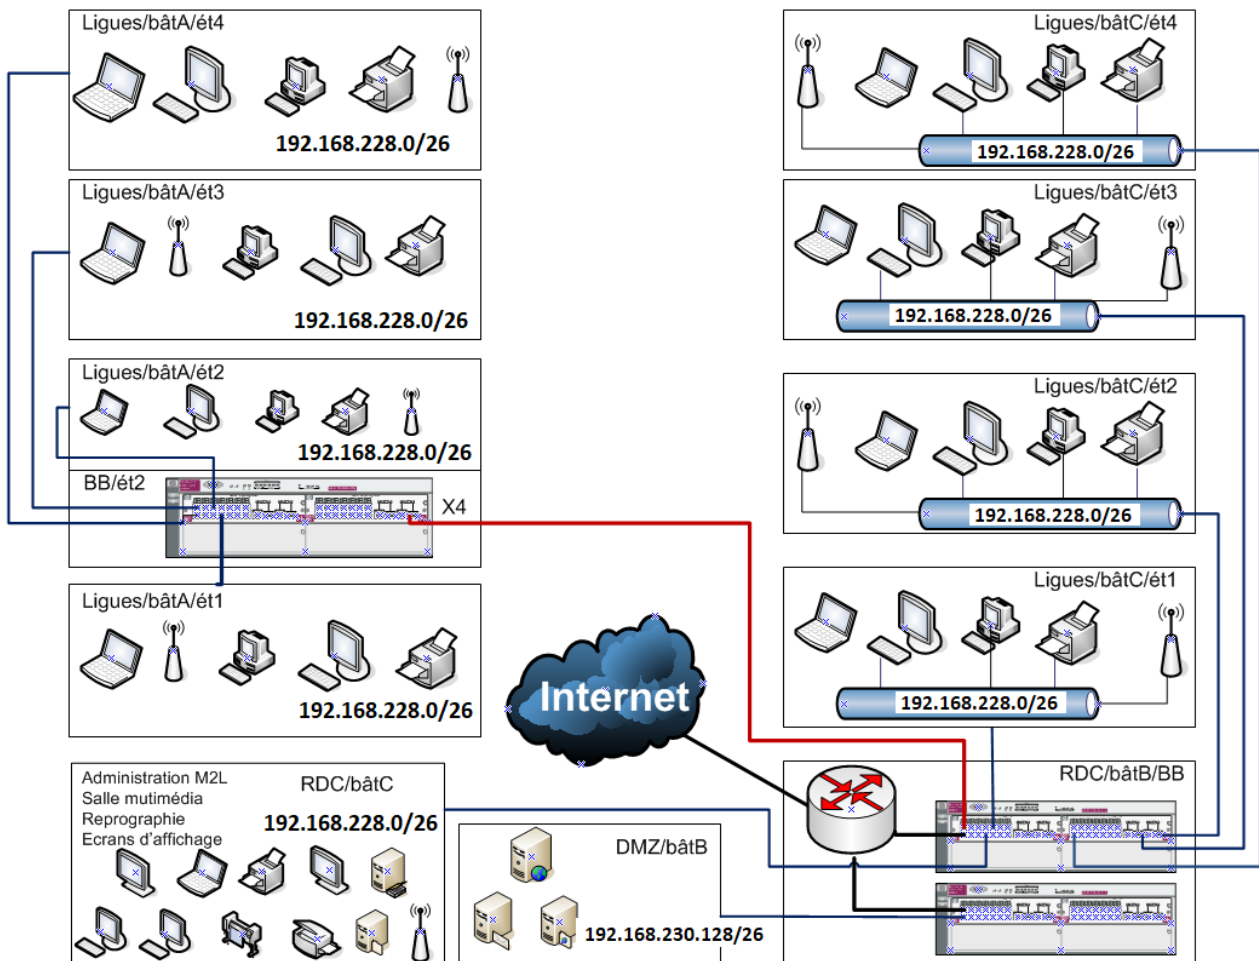 Ligues/bâtA/ét4
192.168.228.0/26
Ligues/bâtA/ét3
192.168.228.0/26
Ligues/bâtA/ét2
192.168.228.0/26
BB/ét2
X4
Ligues/bâtA/ét1
192.168.228.0/26
Administration M2L
Salle mutimédia
Reprographie
Ecrans d'affichage
RDC/bâtC
192.168.228.0/26
Internet
DMZ/bâtB
192.168.230.128/26
Ligues/bâtC/ét4
192.168.228.0/26
Ligues/bâtC/ét3
192.168.228.0/26
Ligues/bâtC/ét2
192.168.228.0/26
Ligues/bâtC/ét1
192.168.228.0/26
RDC/bâtB/BB